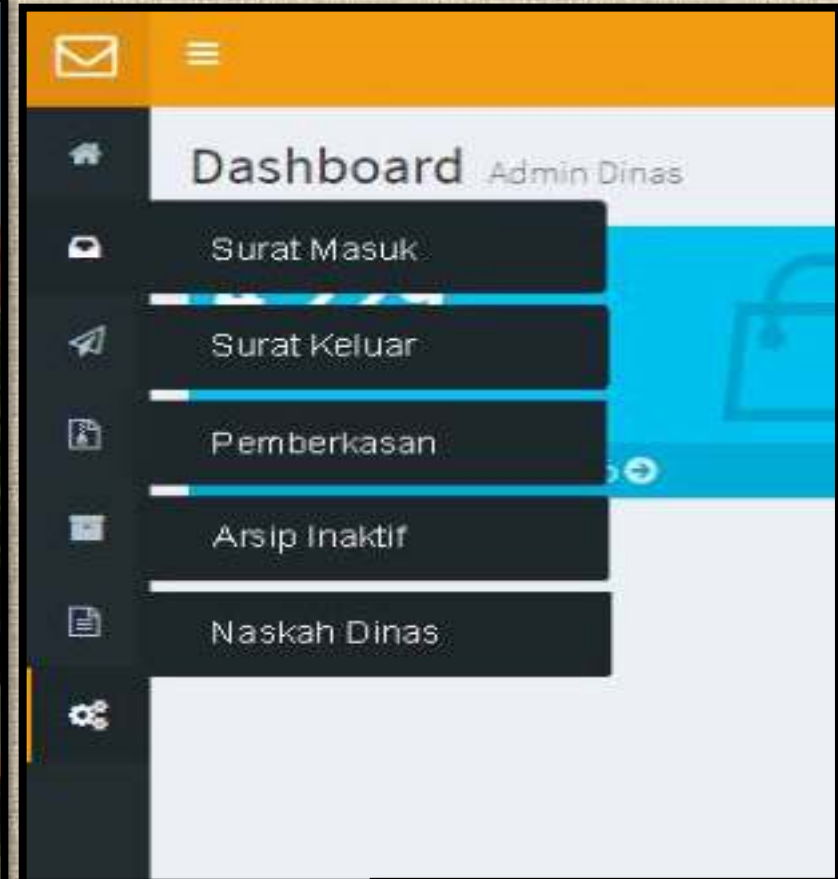 Dashboard Admin Dinas
Surat Masuk
Surat Keluar
Pemberkasan
Arsip Inaktif
Naskah Dinas